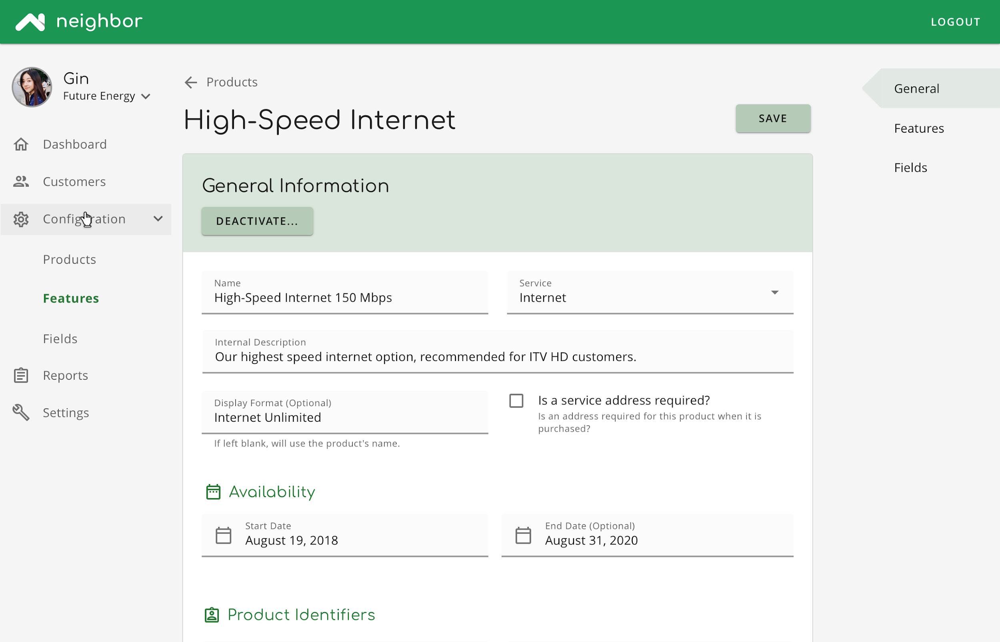 neighbor
LOGOUT
Gin
Future Energy
Dashboard
Customers
Configuration
Products
Features
Fields
Reports
Settings
Products
High-Speed Internet
SAVE
General Information
DEACTIVATE...
Name
High-Speed Internet 150 Mbps
Service
Internet
Internal Description
Our highest speed internet option, recommended for ITV HD customers.
Display Format (Optional)
Internet Unlimited
If left blank, will use the product's name.
Is a service address required?
Is an address required for this product when it is
purchased?
Availability
Start Date
August 19, 2018
End Date (Optional)
August 31, 2020
Product Identifiers
General
Features
Fields